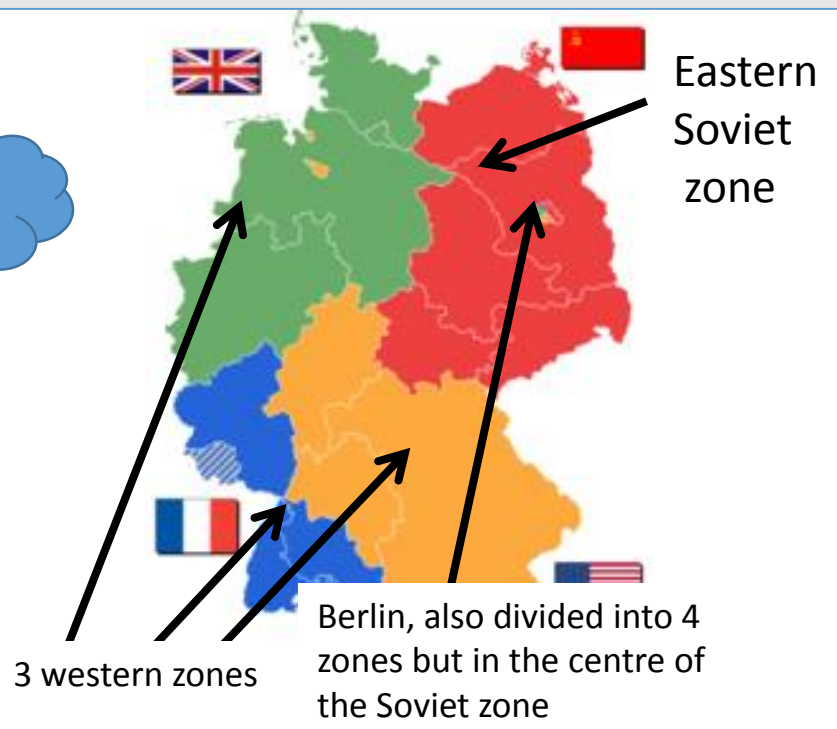 Eastern
Soviet
zone
3 western zones
Berlin, also divided into 4
zones but in the centre of
the Soviet zone